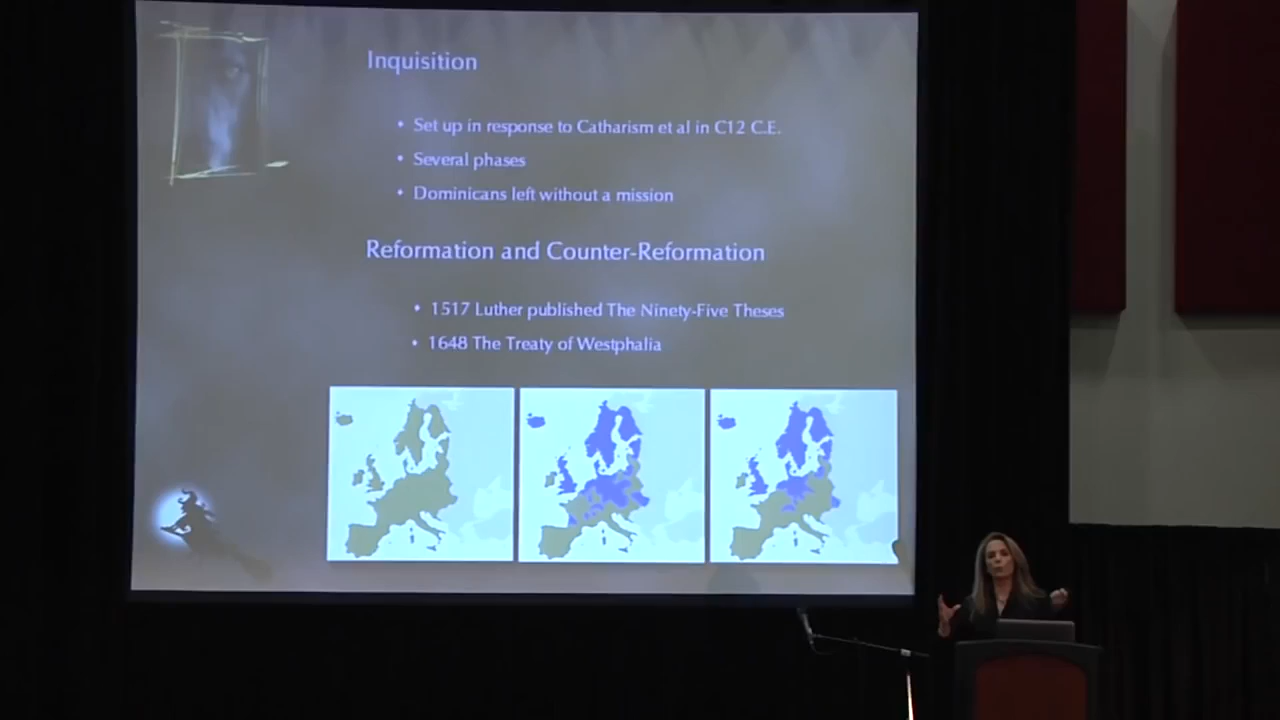 Inquisition
• Set up in response to Catharism et al in C12 C.E.
• Several phases
• Dominicans left without a mission
Reformation and Counter-Reformation
• 1517 Luther published The Ninety-Five Theses
• 1648 The Treaty of Westphalia